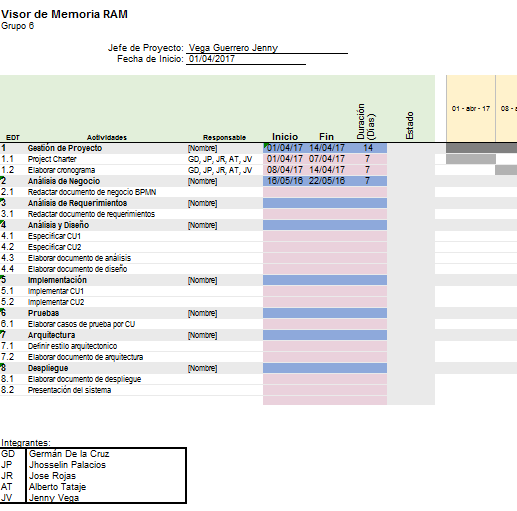 Visor de Memoria RAM
Grupo 6
Jefe de Proyecto: Vega Guerrero Jenny
Fecha de Inicio: 01/04/2017
EDT Actividades Responsable Inicio Fin Duración (Días) Estado 01 - abr - 17 08 - a
1 Gestión de Proyecto [Nombre] 01/04/17 14/04/17 14
1.1 Project Charter GD, JP, JR, AT, JV 01/04/17 07/04/17 7
1.2 Elaborar cronograma GD, JP, JR, AT, JV 08/04/17 14/04/17 7
2 Análisis de Negocio [Nombre] 16/05/16 22/05/16 7
2.1 Redactar documento de negocio BPMN
3 Análisis de Requerimientos [Nombre]
3.1 Redactar documento de requerimientos
4 Análisis y Diseño [Nombre]
4.1 Especificar CU1
4.2 Especificar CU2
4.3 Elaborar documento de análisis
4.4 Elaborar documento de diseño
5 Implementación [Nombre]
5.1 Implementar CU1
5.2 Implementar CU2
6 Pruebas [Nombre]
6.1 Elaborar casos de prueba por CU
7 Arquitectura [Nombre]
7.1 Definir estilo arquitectonico
7.2 Elaborar documento de arquitectura
8 Despliegue [Nombre]
8.1 Elaborar documento de despliegue
8.2 Presentación del sistema
Integrantes:
GD Germán De la Cruz
JP Jhosselin Palacios
JR Jose Rojas
AT Alberto Tataje
JV Jenny Vega